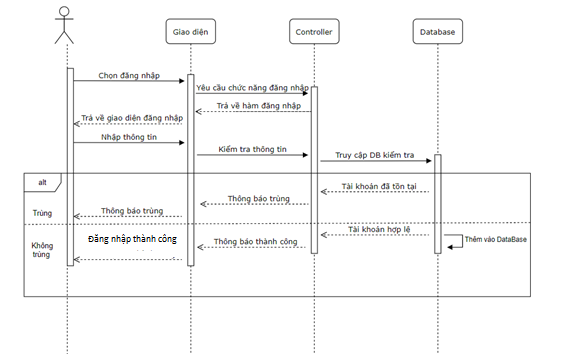 Giao diện
Controller
Database
Chọn đăng nhập
Yêu cầu chức năng đăng nhập
Trả về hàm đăng nhập
Trả về giao diện đăng nhập
Nhập thông tin
Kiểm tra thông tin
Truy cập DB kiểm tra
alt
Tài khoản đã tồn tại
Thông báo trùng
Thông báo trùng
Trùng
Tài khoản hợp lệ
Không
trùng
Đăng nhập thành công
Thông báo thành công
Thêm vào DataBase